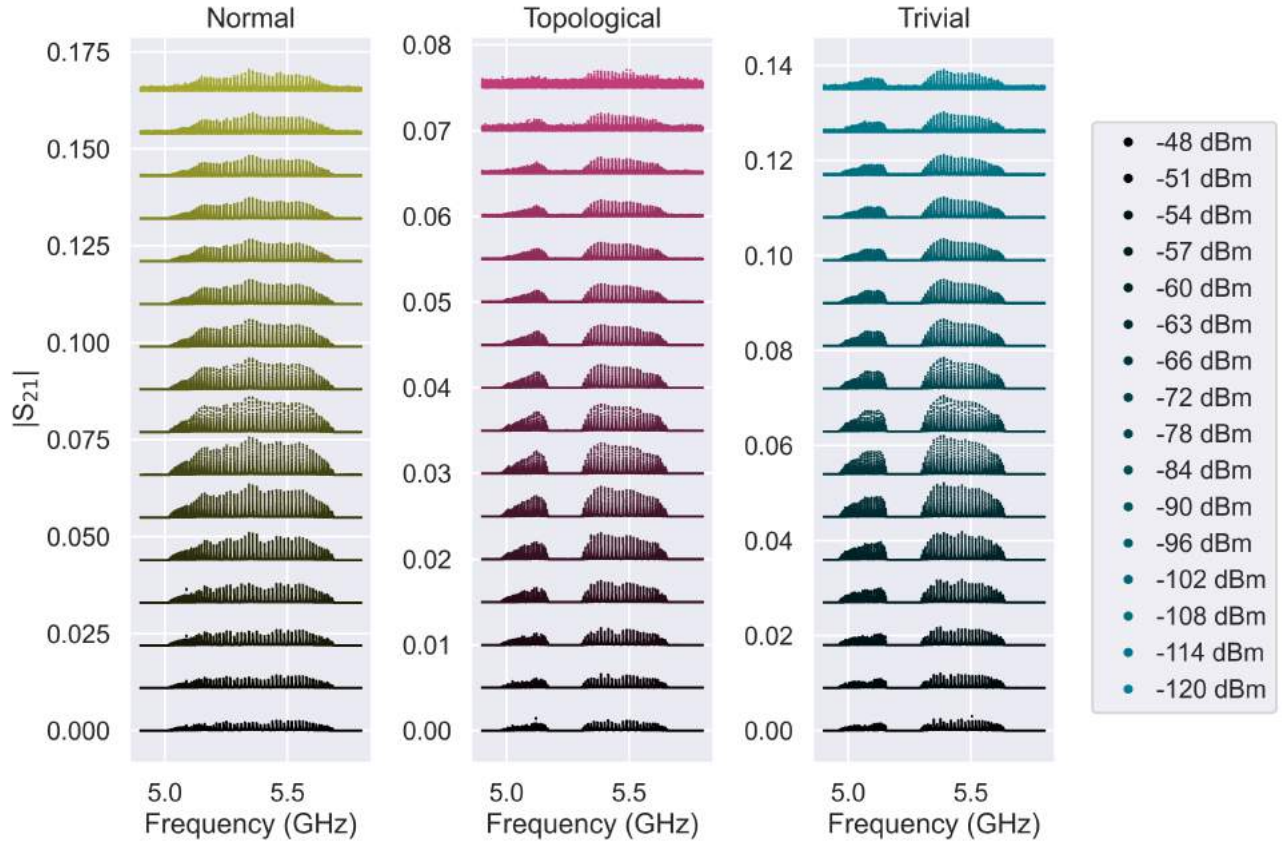 Normal
Topological
Trivial
|S21|
0.175
0.150
0.125
0.100
0.075
0.050
0.025
0.000
0.08
0.07
0.06
0.05
0.04
0.03
0.02
0.01
0.00
0.14
0.12
0.10
0.08
0.06
0.04
0.02
0.00
5.0 5.5
5.0 5.5
5.0 5.5
Frequency (GHz)
Frequency (GHz)
Frequency (GHz)
-48 dBm
-51 dBm
-54 dBm
-57 dBm
-60 dBm
-63 dBm
-66 dBm
-72 dBm
-78 dBm
-84 dBm
-90 dBm
-96 dBm
-102 dBm
-108 dBm
-114 dBm
-120 dBm